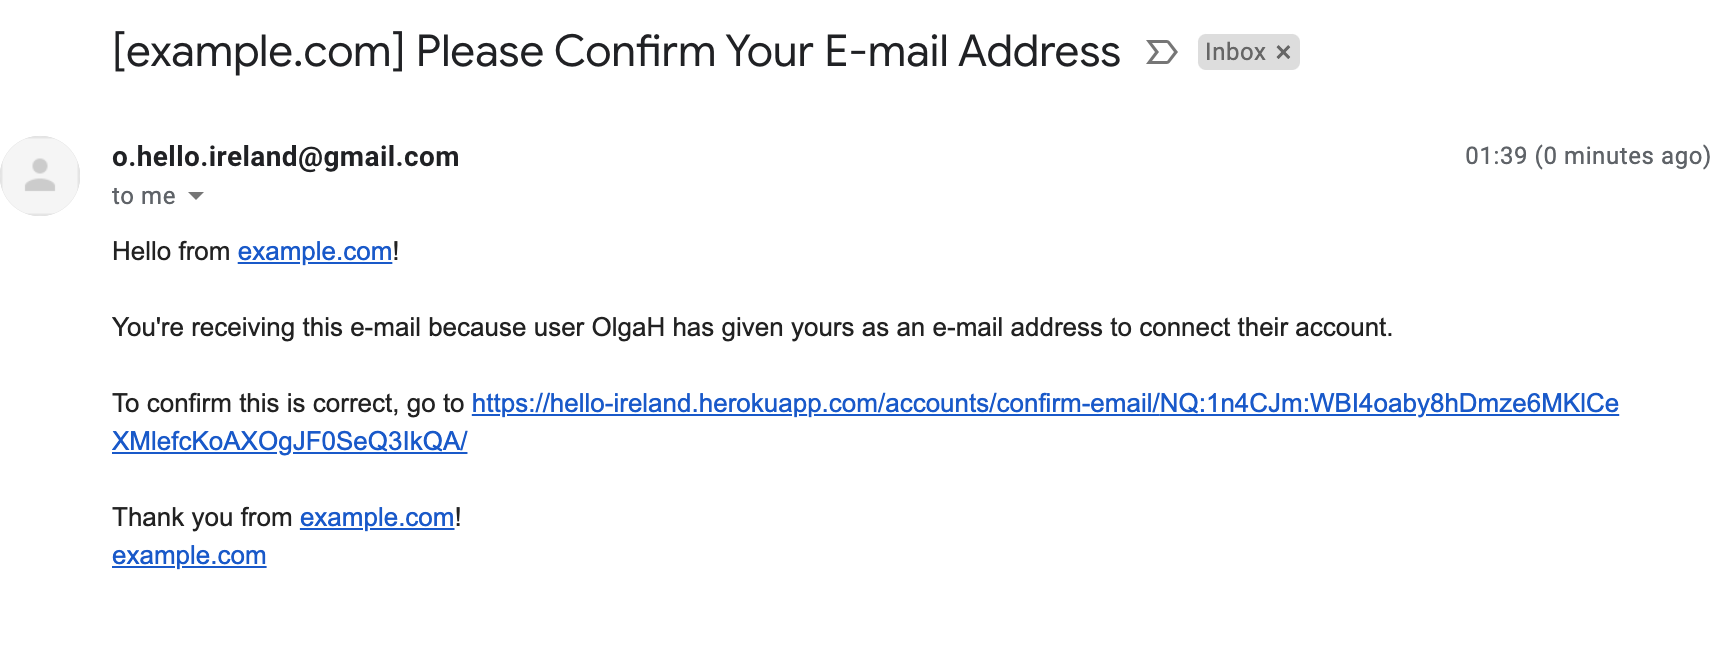 [example.com] Please Confirm Your E-mail Address Inbox ×
o.hello.ireland@gmail.com 01:39 (0 minutes ago)
to me
Hello from example.com!
You're receiving this e-mail because user OlgaH has given yours as an e-mail address to connect their account.
To confirm this is correct, go to https://hello-ireland.herokuapp.com/accounts/confirm-email/NQ:1n4CJm:WBI4oaby8hDmze6MKlCe
XMlefcKoAXOgJF0SeQ3IkQA/
Thank you from example.com!
example.com